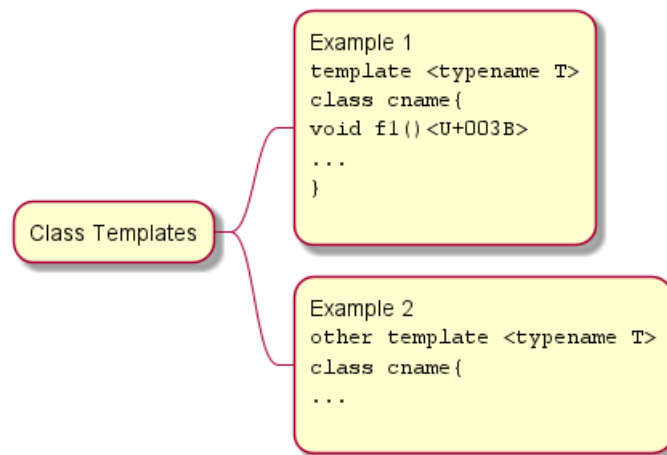 Class Templates
Example 1
template <typename T>
class cname{
void f1()<U+003B>
...
}
Example 2
other template <typename T>
class cname{
...